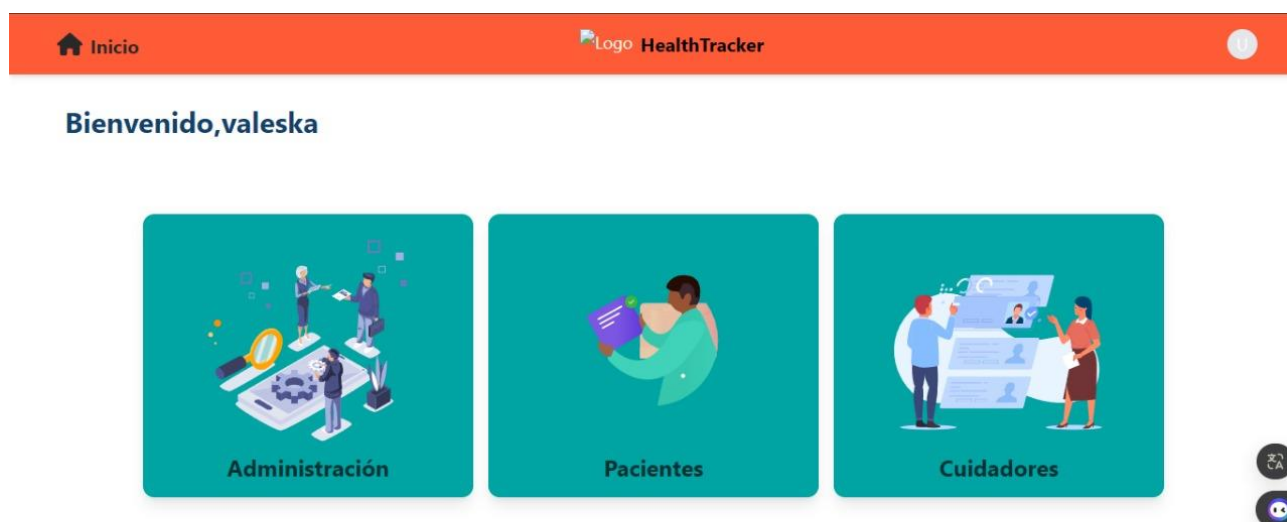 Inicio
Logo HealthTracker
U
Bienvenido,valeska
Administración
Pacientes
Cuidadores